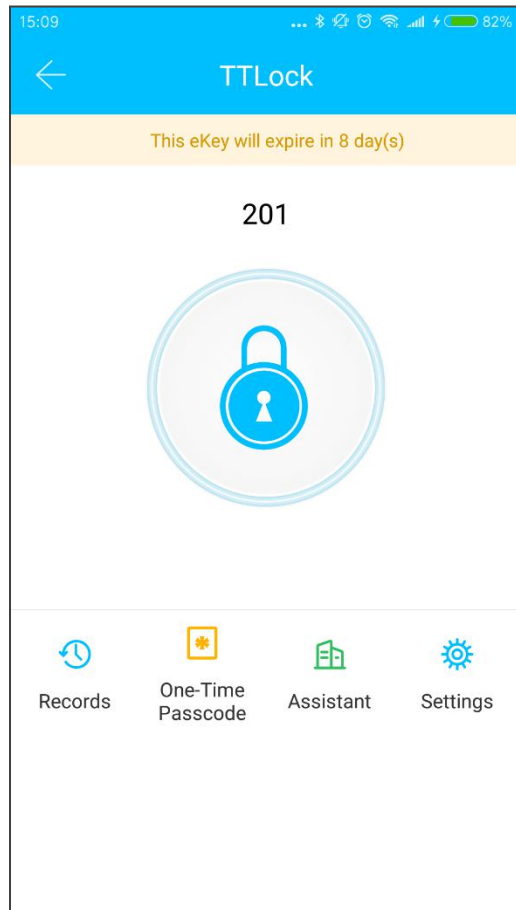 15:09
... 82%
TTLock
This eKey will expire in 8 day(s)
201
Records
One-Time
Passcode
Assistant
Settings